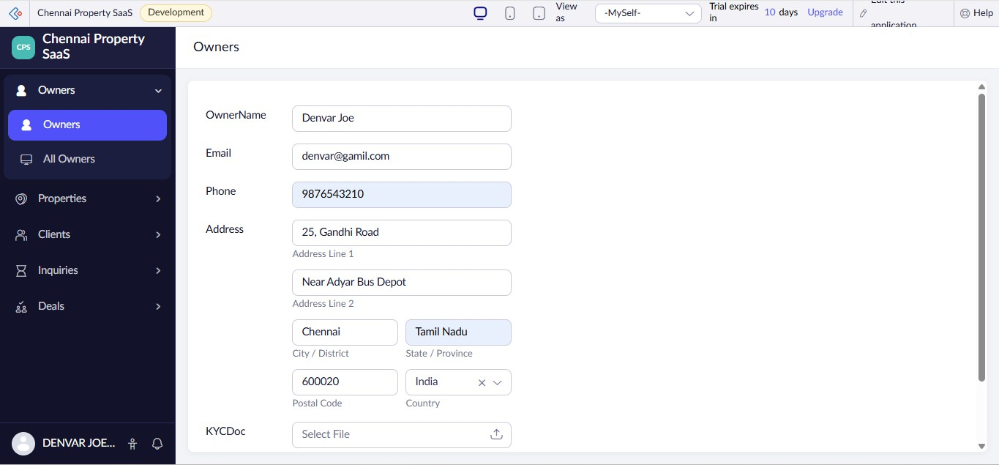 Chennai Property SaaS
Development
View as
-MySelf-
Trial expires in
10 days
Upgrade
Edit this application
Help
CPS
Chennai Property SaaS
Owners
Owners
Owners
All Owners
Properties
Clients
Inquiries
Deals
DENVAR JOE...
OwnerName
Denvar Joe
Email
denvar@gamil.com
Phone
9876543210
Address
25, Gandhi Road
Address Line 1
Near Adyar Bus Depot
Address Line 2
Chennai
Tamil Nadu
City / District
State / Province
600020
India
Postal Code
Country
KYCDoc
Select File